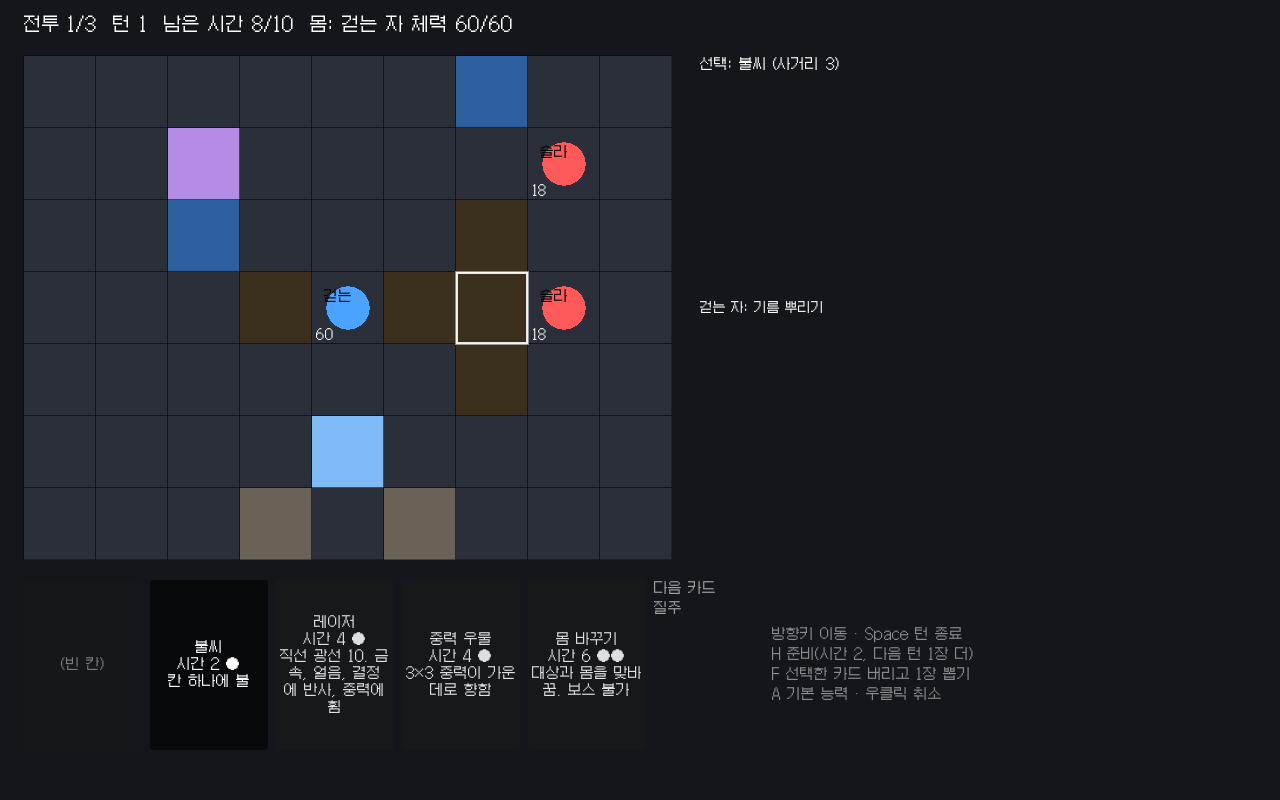 전투 1/3 턴 1 남은 시간 8/10 몸: 걷는 자 체력 60/60
선택: 불씨 (사거리 3)
술라
18
걷는
60
술라
18
걷는 자: 기름 뿌리기
(빈 칸)
불씨
시간 2
칸 하나에 불
레이저
시간 4
직선 광선 10. 금
속, 얼음, 결정
에 반사, 중력에
휨
중력 우물
시간 4
3×3 중력이 가운
데로 향함
몸 바꾸기
시간 6
대상과 몸을 맞바
꿈. 보스 불가
다음 카드
질주
방향키 이동 · Space 턴 종료
H 준비(시간 2, 다음 턴 1장 더)
F 선택한 카드 버리고 1장 뽑기
A 기본 능력 · 우클릭 취소